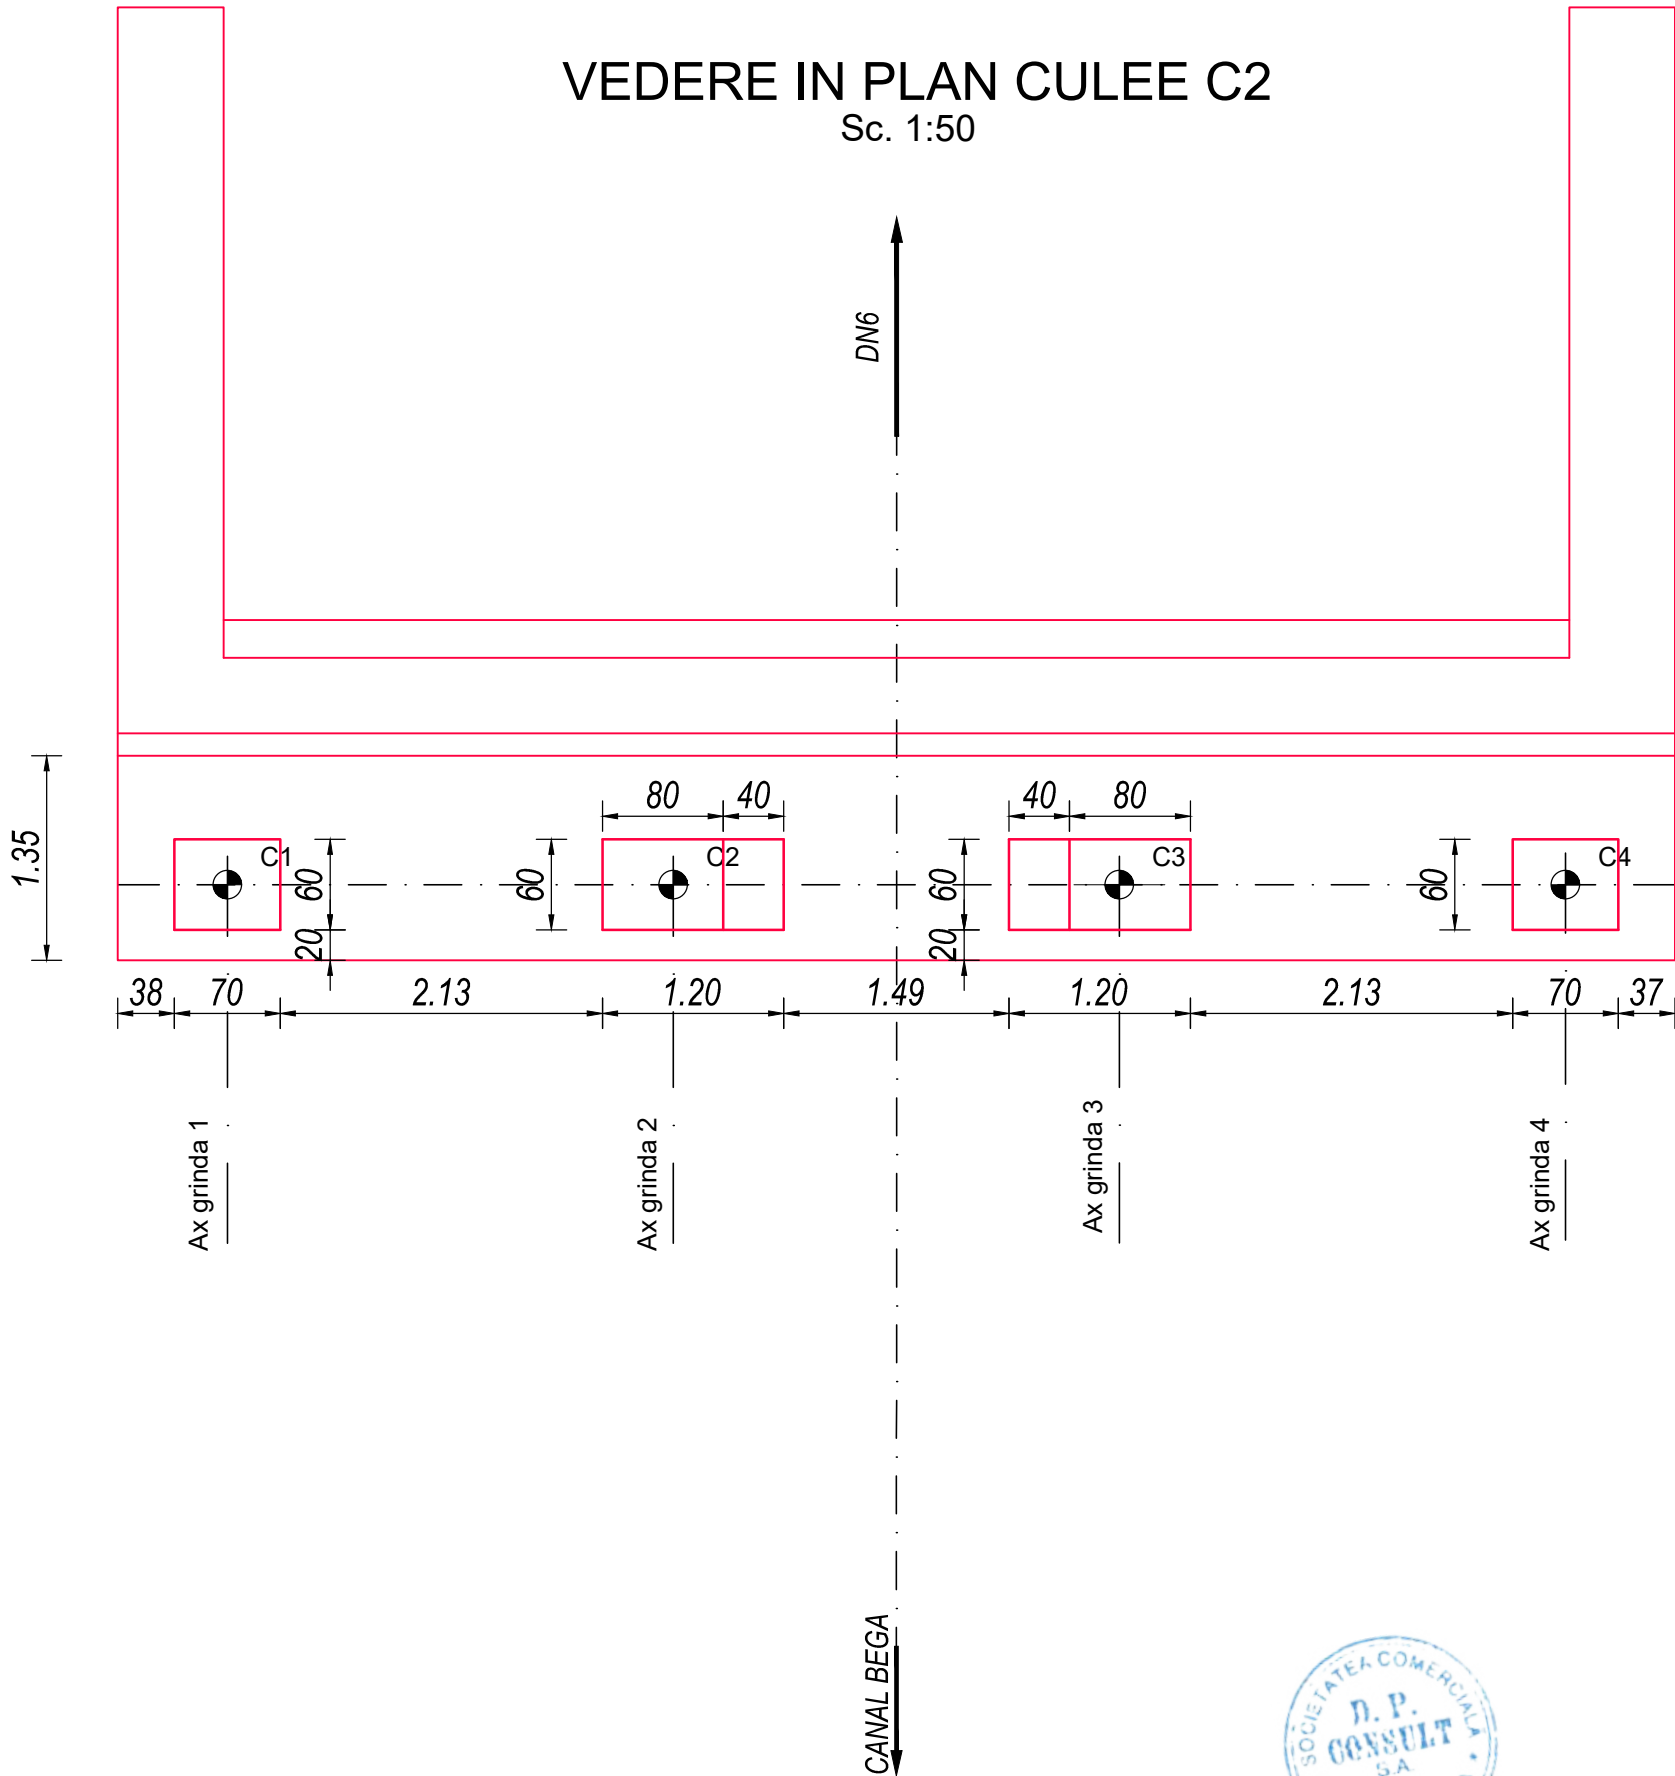 VEDERE IN PLAN CULEE C2
Sc. 1:50
DN6
1.35
80
40
40
80
C1
C2
C3
C4
60
60
60
60
20
20
38
70
2.13
1.20
1.49
1.20
2.13
70
37
Ax grinda 1
Ax grinda 2
Ax grinda 3
Ax grinda 4
CANAL BEGA
SOCIETATEA COMERCIALĂ
D. P.
CONSULT
S.A.